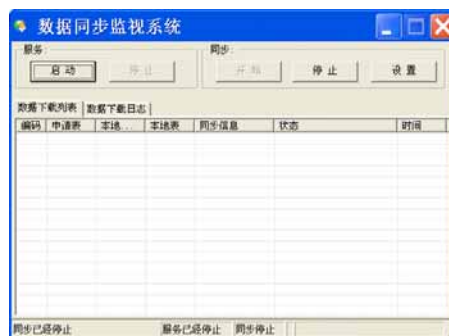 数据同步监视系统
服务 同步
启动 停止 开始 停止 设置
数据下载列表 数据下载日志
编码 申请表 本地... 本地表 同步信息 状态 时间
同步已经停止 服务已经停止 同步停止